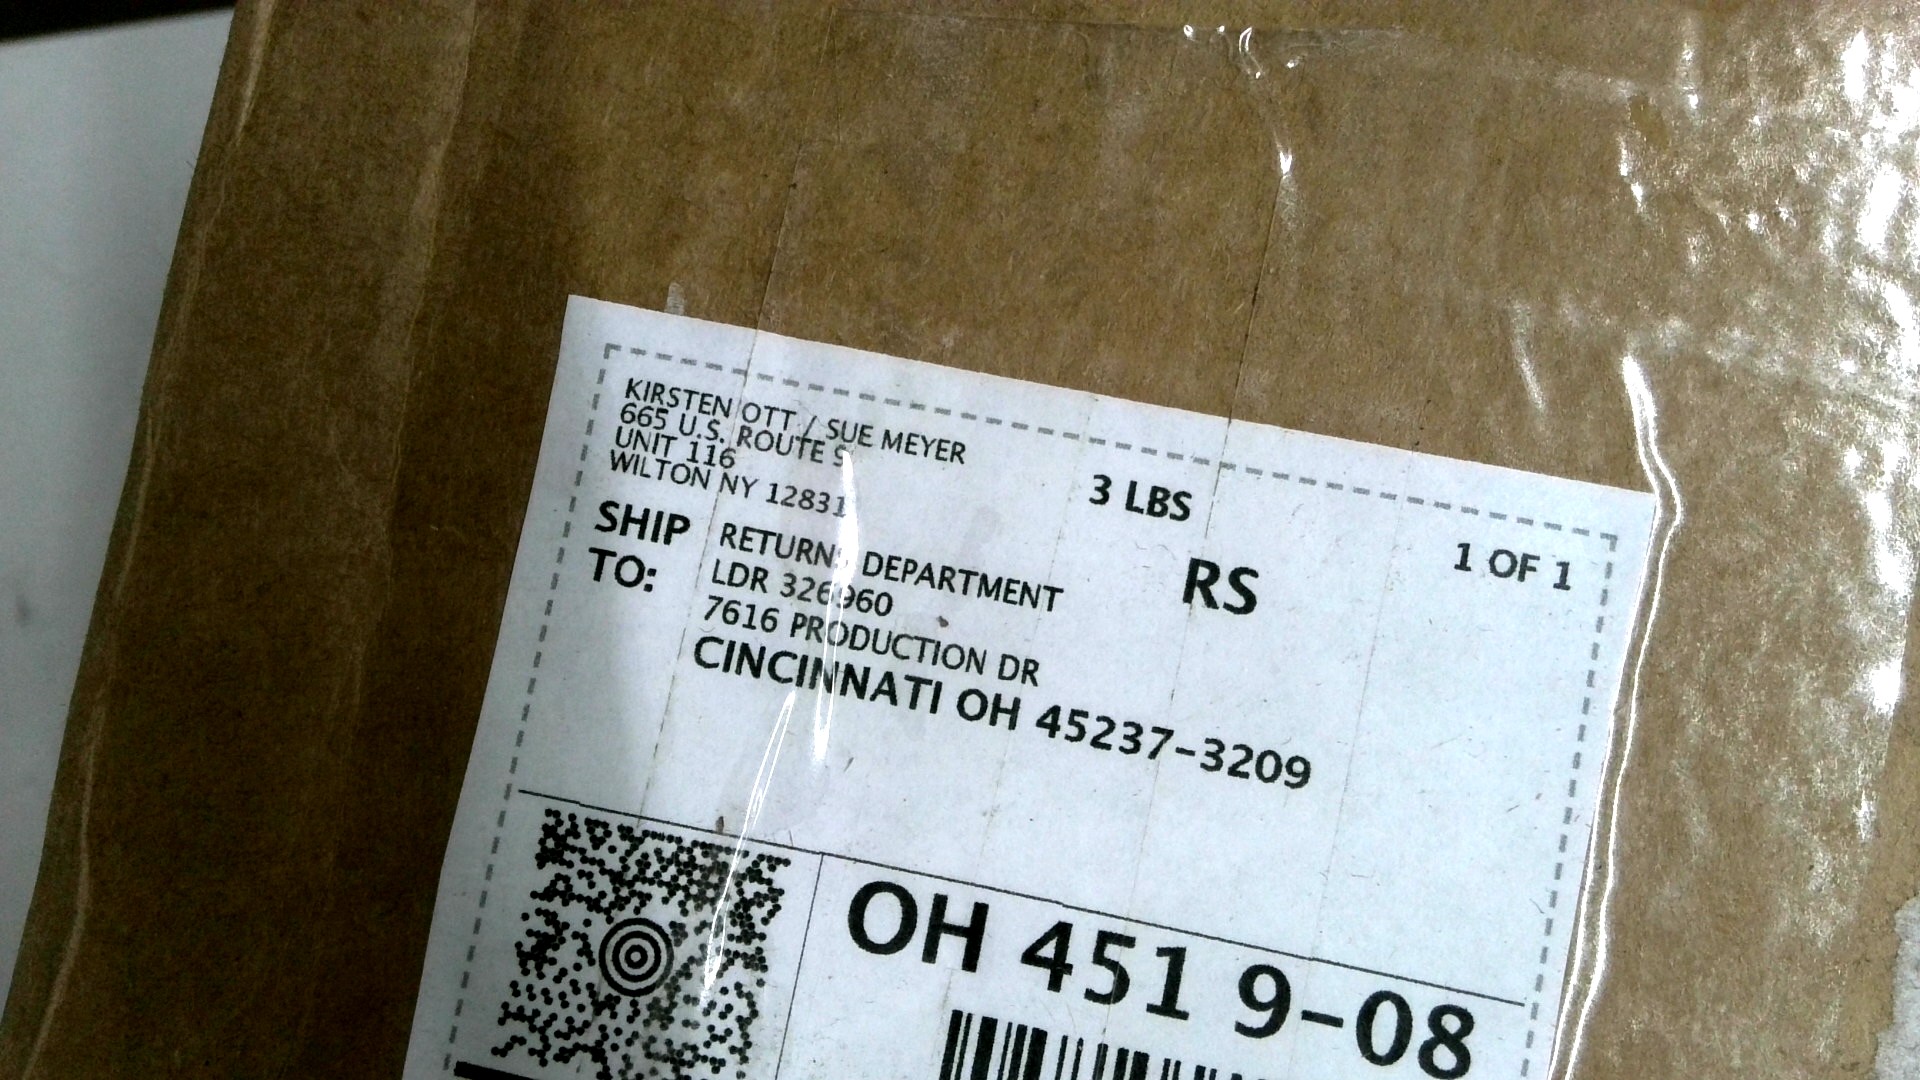 KIRSTEN OTT / SUE MEYER
665 U.S. ROUTE 9
UNIT 116
WILTON NY 12831
3 LBS
1 OF 1
RS
SHIP TO:
RETURNS DEPARTMENT
LDR 326960
7616 PRODUCTION DR
CINCINNATI OH 45237-3209
OH 451 9-08